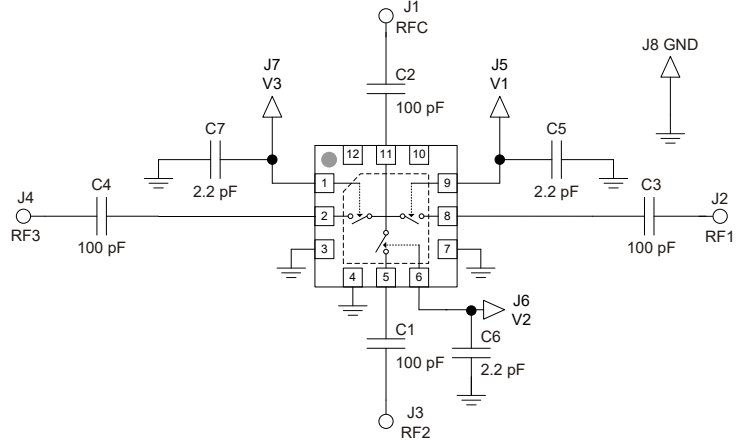 J1
RFC
J8 GND
J7
V3
C2
100 pF
J5
V1
C7
2.2 pF
C5
2.2 pF
12
11
10
1
9
J4
RF3
C4
100 pF
2
8
C3
100 pF
J2
RF1
3
7
4
5
6
J6
V2
C1
100 pF
C6
2.2 pF
J3
RF2